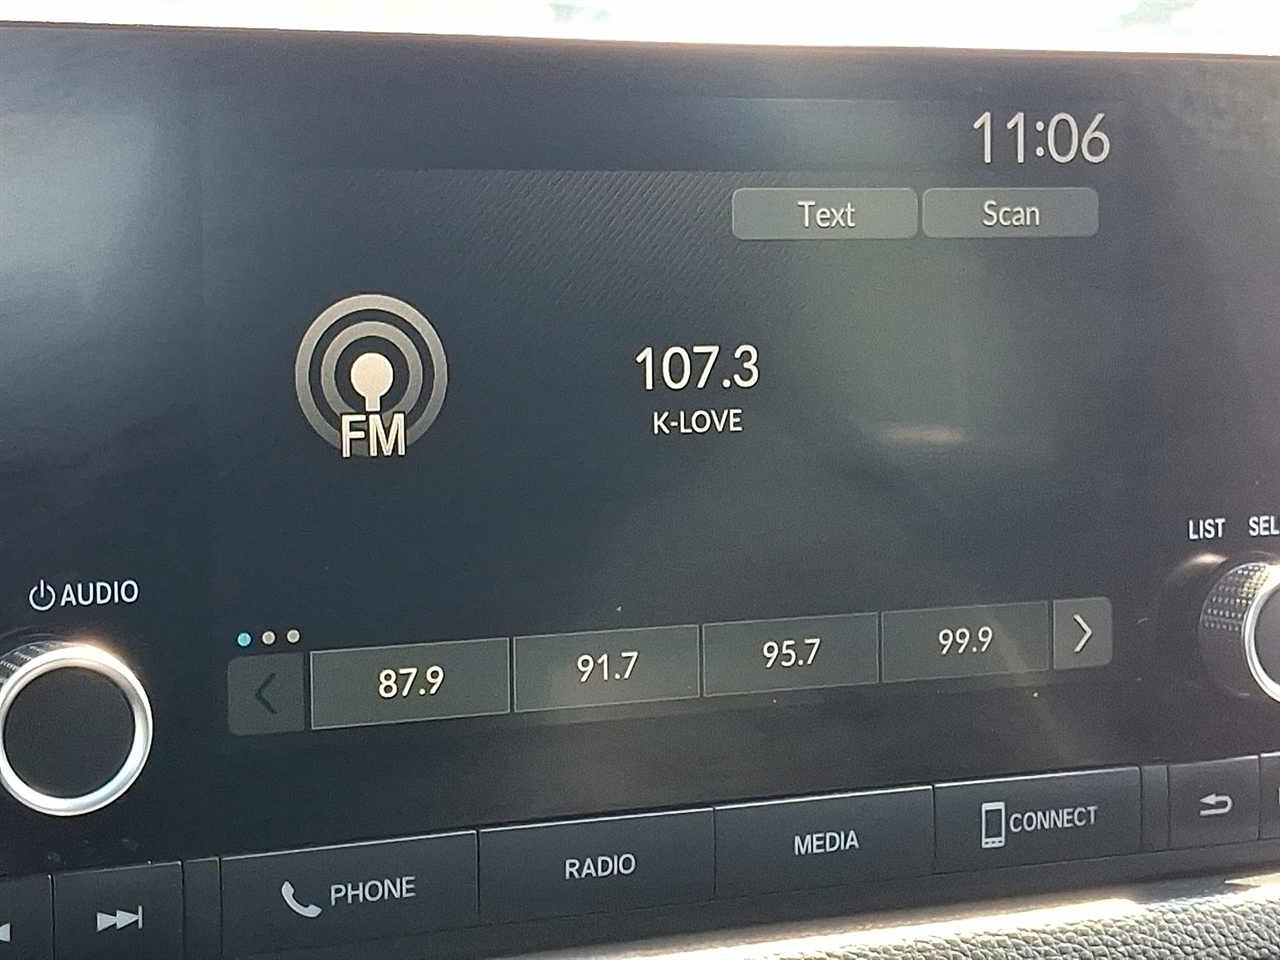 11:06
Text Scan
FM
107.3
K-LOVE
LIST SEL
AUDIO
87.9 91.7 95.7 99.9
PHONE RADIO MEDIA CONNECT